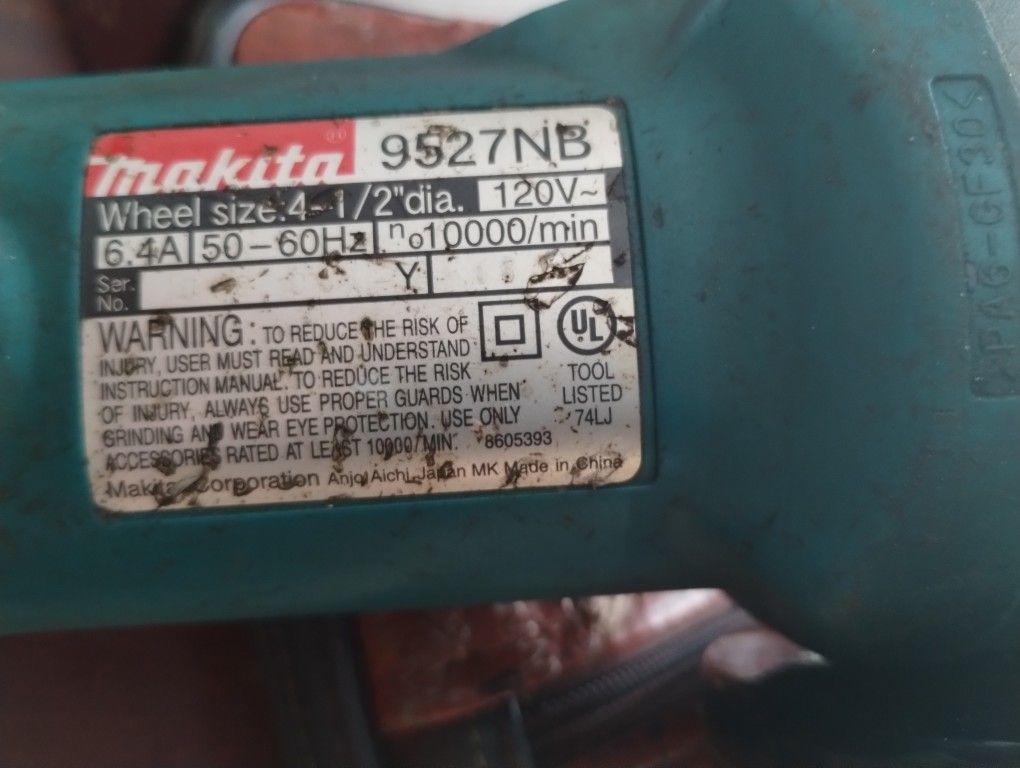 makita ® 9527NB
Wheel size:4-1/2"dia. 120V~
6.4A 50-60Hz no10000/min
Ser. No. Y
WARNING: TO REDUCE THE RISK OF
INJURY, USER MUST READ AND UNDERSTAND
INSTRUCTION MANUAL. TO REDUCE THE RISK
OF INJURY, ALWAYS USE PROPER GUARDS WHEN
GRINDING AND WEAR EYE PROTECTION. USE ONLY
ACCESSORIES RATED AT LEAST 10000/MIN.
UL
TOOL
LISTED
74LJ
8605393
Makita Corporation Anjo Aichi Japan MK Made in China
>PA6-GF30<